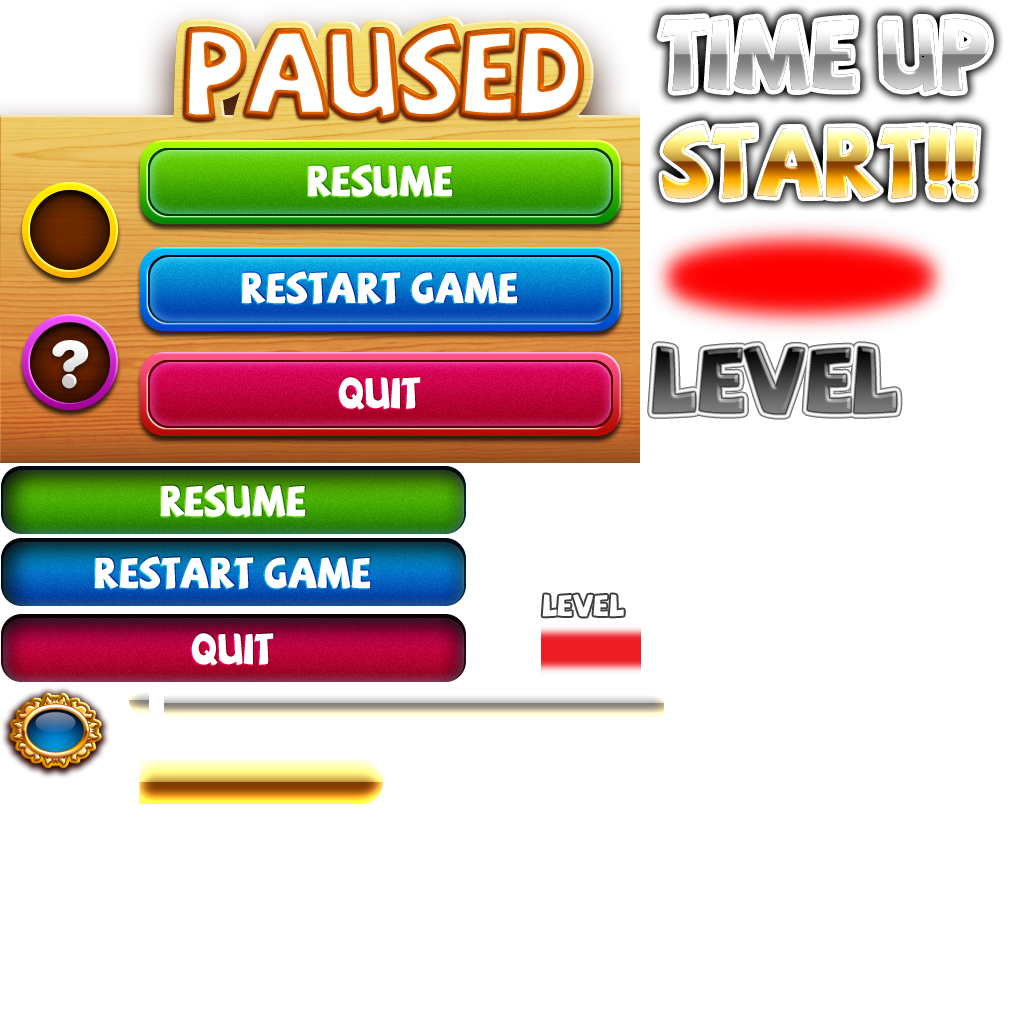 PAUSED
RESUME
RESTART GAME
?
QUIT
TIME UP
START!!
LEVEL
RESUME
RESTART GAME
QUIT
LEVEL